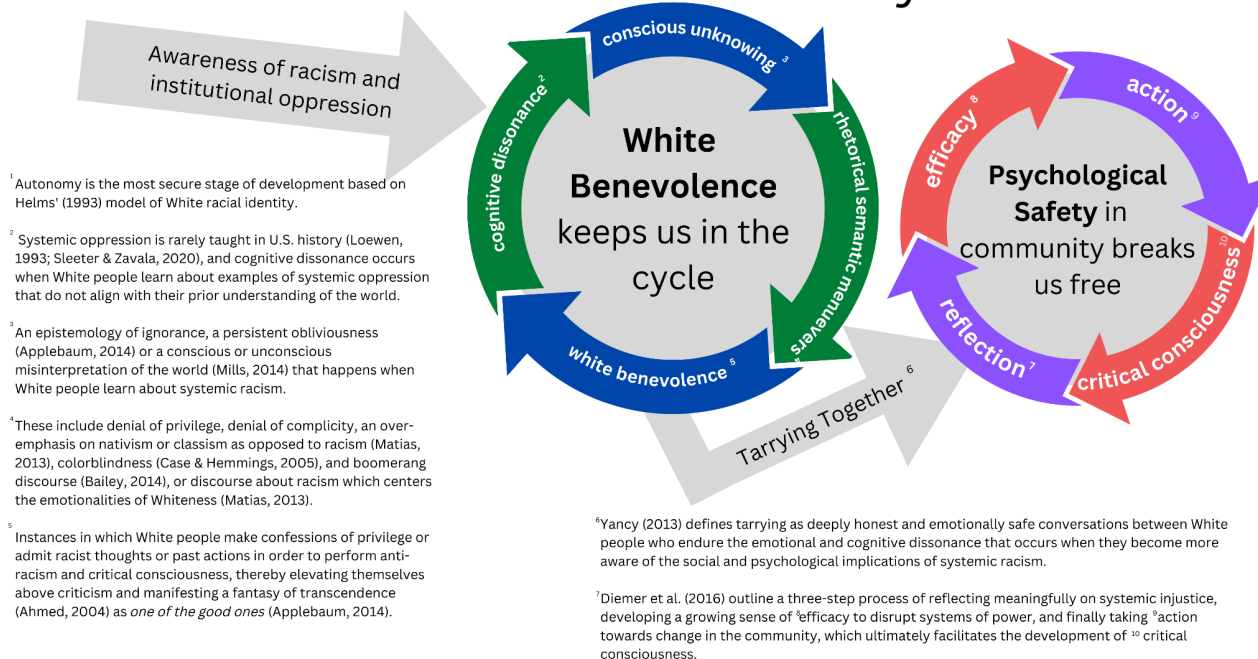 Awareness of racism and
institutional oppression
cognitive dissonance 2
conscious unknowing 3
rhetorical semantic menuevers 4
white benevolence 5
White
Benevolence
keeps us in the
cycle
Tarrying Together 6
efficacy 8
action 9
critical consciousness 10
reflection 7
Psychological
Safety in
community breaks
us free
1 Autonomy is the most secure stage of development based on
Helms' (1993) model of White racial identity.
2 Systemic oppression is rarely taught in U.S. history (Loewen,
1993; Sleeter & Zavala, 2020), and cognitive dissonance occurs
when White people learn about examples of systemic oppression
that do not align with their prior understanding of the world.
3 An epistemology of ignorance, a persistent obliviousness
(Applebaum, 2014) or a conscious or unconscious
misinterpretation of the world (Mills, 2014) that happens when
White people learn about systemic racism.
4 These include denial of privilege, denial of complicity, an over-
emphasis on nativism or classism as opposed to racism (Matias,
2013), colorblindness (Case & Hemmings, 2005), and boomerang
discourse (Bailey, 2014), or discourse about racism which centers
the emotionalities of Whiteness (Matias, 2013).
5
Instances in which White people make confessions of privilege or
admit racist thoughts or past actions in order to perform anti-
racism and critical consciousness, thereby elevating themselves
above criticism and manifesting a fantasy of transcendence
(Ahmed, 2004) as one of the good ones (Applebaum, 2014).
6 Yancy (2013) defines tarrying as deeply honest and emotionally safe conversations between White
people who endure the emotional and cognitive dissonance that occurs when they become more
aware of the social and psychological implications of systemic racism.
7 Diemer et al. (2016) outline a three-step process of reflecting meaningfully on systemic injustice,
developing a growing sense of 8 efficacy to disrupt systems of power, and finally taking 9 action
towards change in the community, which ultimately facilitates the development of 10 critical
consciousness.